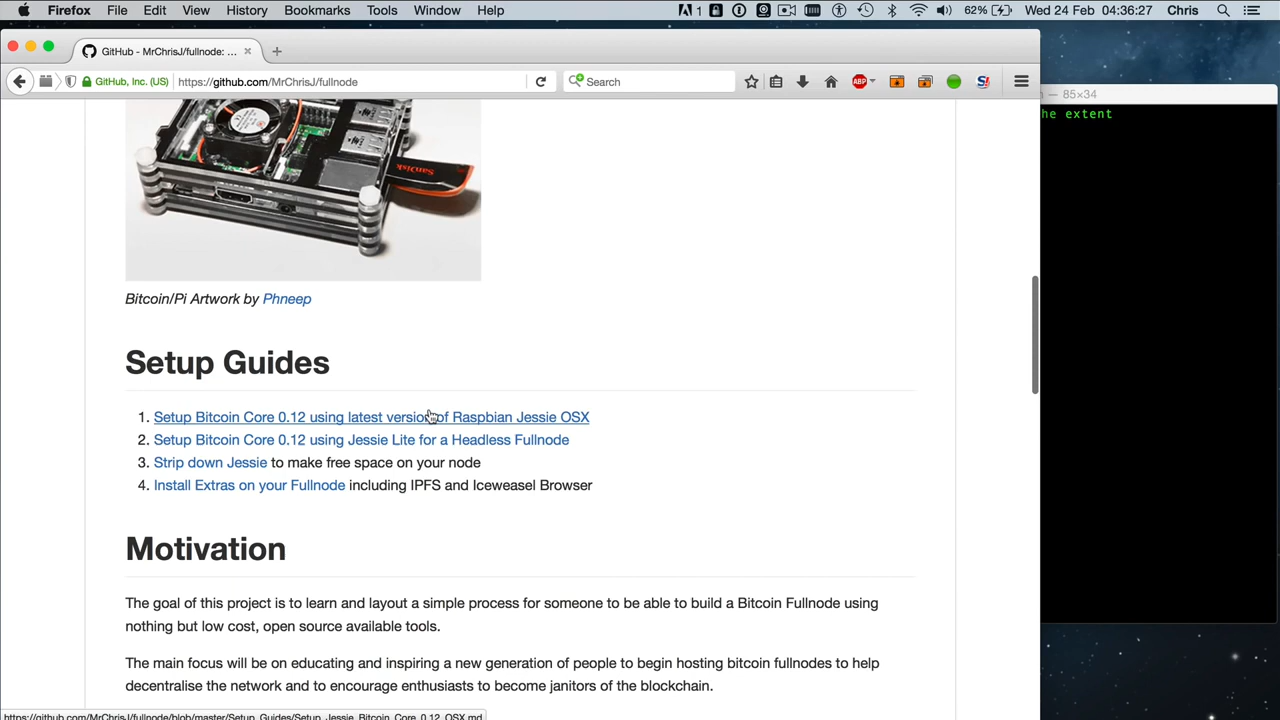 Firefox File Edit View History Bookmarks Tools Window Help 1 62% Wed 24 Feb 04:36:27 Chris
GitHub - MrChrisJ/fullnode: ...
GitHub, Inc. (US) https://github.com/MrChrisJ/fullnode Search ABP
— 85×34
he extent
SanDisk
Bitcoin/Pi Artwork by Phneep
Setup Guides
1. Setup Bitcoin Core 0.12 using latest version of Raspbian Jessie OSX
2. Setup Bitcoin Core 0.12 using Jessie Lite for a Headless Fullnode
3. Strip down Jessie to make free space on your node
4. Install Extras on your Fullnode including IPFS and Iceweasel Browser
Motivation
The goal of this project is to learn and layout a simple process for someone to be able to build a Bitcoin Fullnode using
nothing but low cost, open source available tools.
The main focus will be on educating and inspiring a new generation of people to begin hosting bitcoin fullnodes to help
decentralise the network and to encourage enthusiasts to become janitors of the blockchain.
https://github.com/MrChrisJ/fullnode/blob/master/Setup_Guides/Setup_Jessie_Bitcoin_Core_0.12_OSX.md